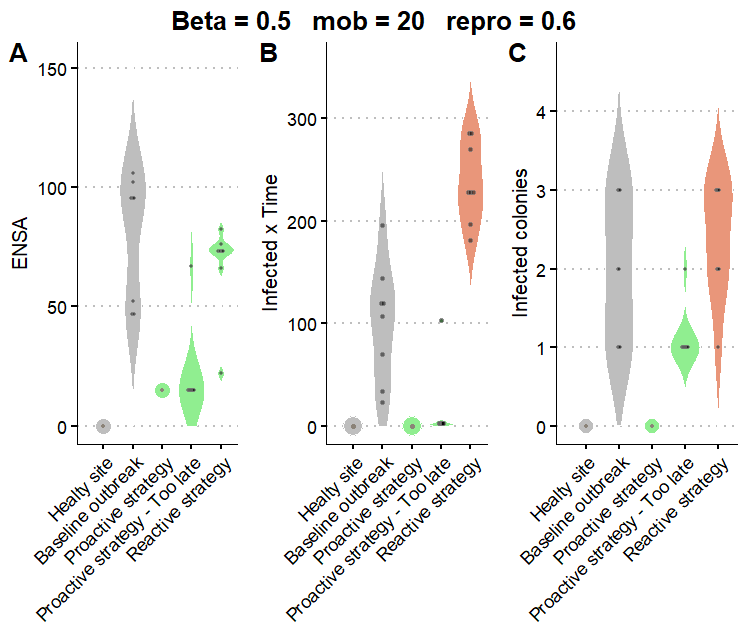 Beta = 0.5   mob = 20   repro = 0.6
A
ENSA
150
100
50
0
Healty site
Baseline outbreak
Proactive strategy
Proactive strategy - Too late
Reactive strategy
B
Infected x Time
300
200
100
0
Healty site
Baseline outbreak
Proactive strategy
Proactive strategy - Too late
Reactive strategy
C
Infected colonies
4
3
2
1
0
Healty site
Baseline outbreak
Proactive strategy
Proactive strategy - Too late
Reactive strategy